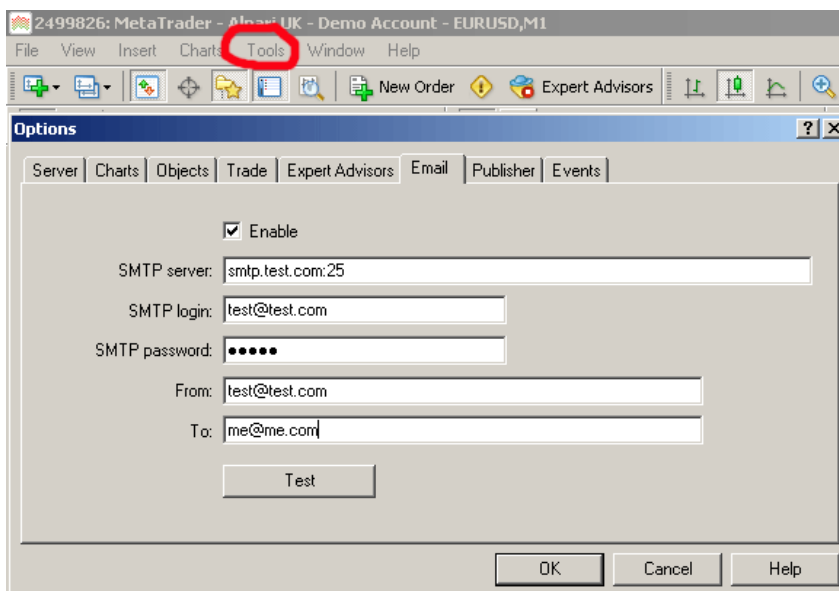 2499826: MetaTrader - Alpari UK - Demo Account - EURUSD,M1
File View Insert Charts Tools Window Help
New Order Expert Advisors
Options
Server Charts Objects Trade Expert Advisors Email Publisher Events
Enable
SMTP server: smtp.test.com:25
SMTP login: test@test.com
SMTP password: •••••
From: test@test.com
To: me@me.com
Test
OK Cancel Help